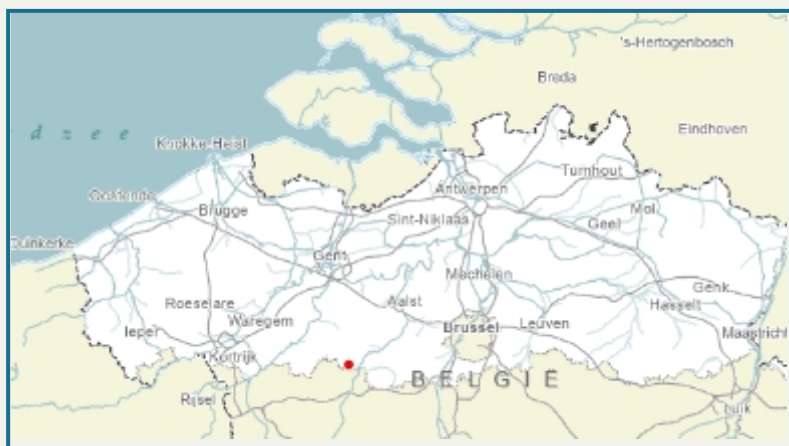 's-Hertogenbosch
Breda
Eindhoven
dzee
Knokke-Heist
Turnhout
Antwerpen
Oostende
Brugge
Sint-Niklaas
Geel
Mol
Duinkerke
Gent
Mechelen
Genk
Roeselare
Aalst
Hasselt
Ieper
Waregem
Brussel
Leuven
Maastricht
Kortrijk
BELGIË
Rijsel
Luik